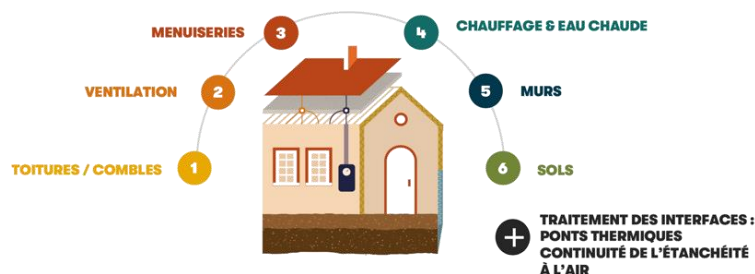 1
TOITURES / COMBLES
2
VENTILATION
3
MENUISERIES
4
CHAUFFAGE & EAU CHAUDE
5
MURS
6
SOLS
+
TRAITEMENT DES INTERFACES :
PONTS THERMIQUES
CONTINUITÉ DE L'ÉTANCHÉITÉ
À L'AIR